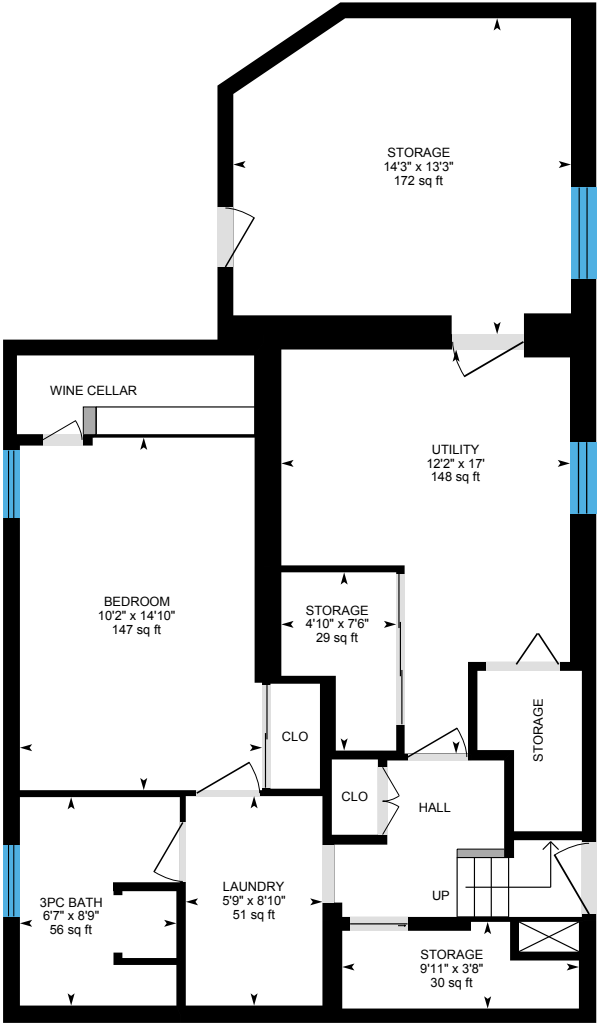 STORAGE
14'3" x 13'3"
172 sq ft
WINE CELLAR
UTILITY
12'2" x 17'
148 sq ft
BEDROOM
10'2" x 14'10"
147 sq ft
STORAGE
4'10" x 7'6"
29 sq ft
STORAGE
CLO
CLO
HALL
LAUNDRY
5'9" x 8'10"
51 sq ft
3PC BATH
6'7" x 8'9"
56 sq ft
UP
STORAGE
9'11" x 3'8"
30 sq ft